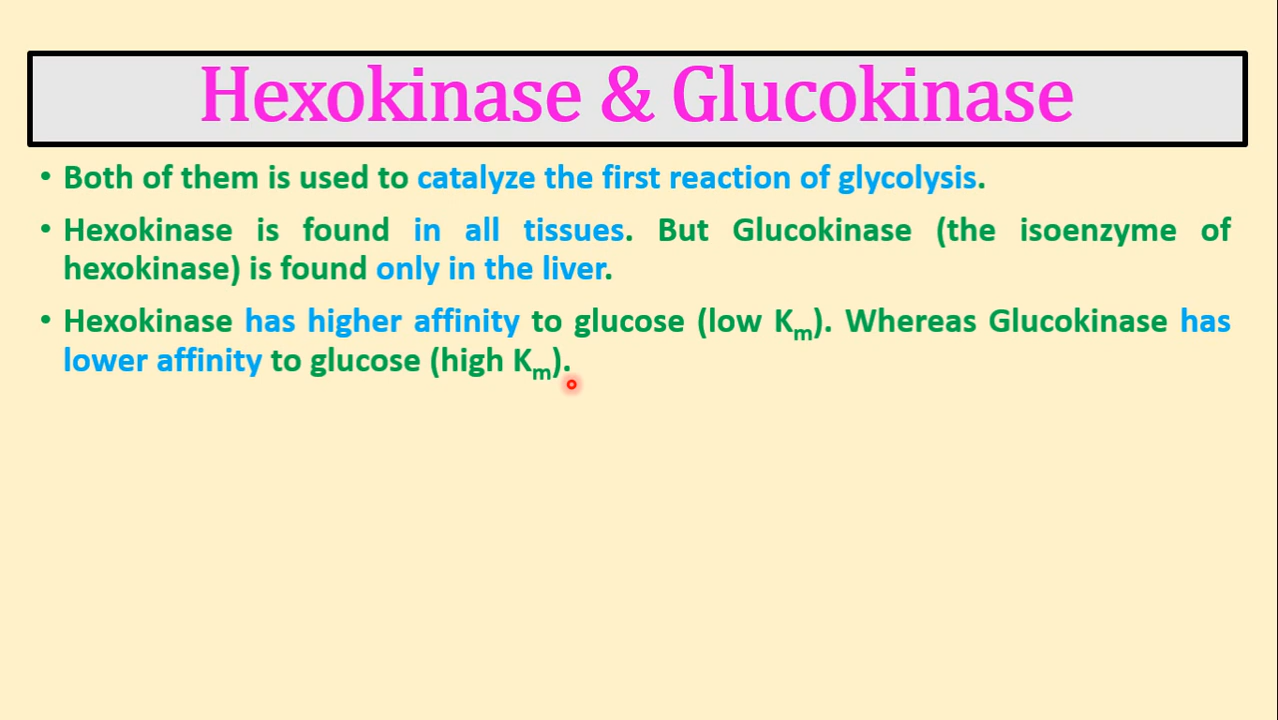 Hexokinase & Glucokinase
• Both of them is used to catalyze the first reaction of glycolysis.
• Hexokinase is found in all tissues. But Glucokinase (the isoenzyme of
hexokinase) is found only in the liver.
• Hexokinase has higher affinity to glucose (low Km). Whereas Glucokinase has
lower affinity to glucose (high Km).